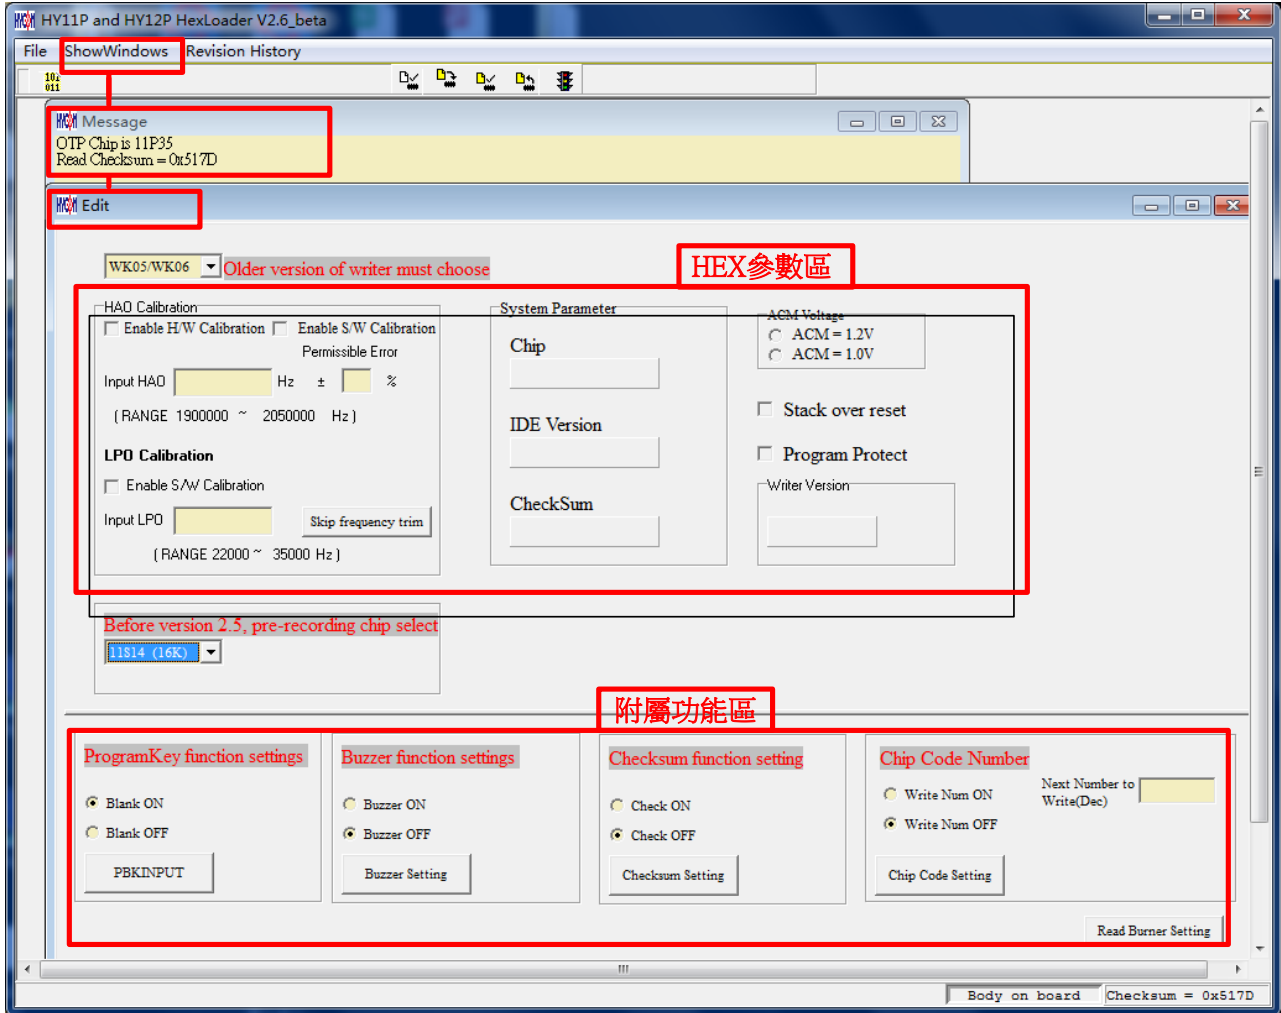 HY11P and HY12P HexLoader V2.6_beta
File ShowWindows Revision History
101
011
Message
OTP Chip is 11P35
Read Checksum = 0x517D
Edit
HEX參數區
WK05/WK06 Older version of writer must choose
HAO Calibration
Enable H/W Calibration Enable S/W Calibration
Permissible Error
Input HAO Hz ± %
( RANGE 1900000 ~ 2050000 Hz )
LPO Calibration
Enable S/W Calibration
Input LPO Skip frequency trim
( RANGE 22000 ~ 35000 Hz )
System Parameter
Chip
IDE Version
CheckSum
ACM Voltage
ACM = 1.2V
ACM = 1.0V
Stack over reset
Program Protect
Writer Version
Before version 2.5, pre-recording chip select
11S14 (16K)
附屬功能區
ProgramKey function settings
Blank ON
Blank OFF
PBKINPUT
Buzzer function settings
Buzzer ON
Buzzer OFF
Buzzer Setting
Checksum function setting
Check ON
Check OFF
Checksum Setting
Chip Code Number
Write Num ON
Write Num OFF
Next Number to
Write(Dec)
Chip Code Setting
Read Burner Setting
Body on board Checksum = 0x517D